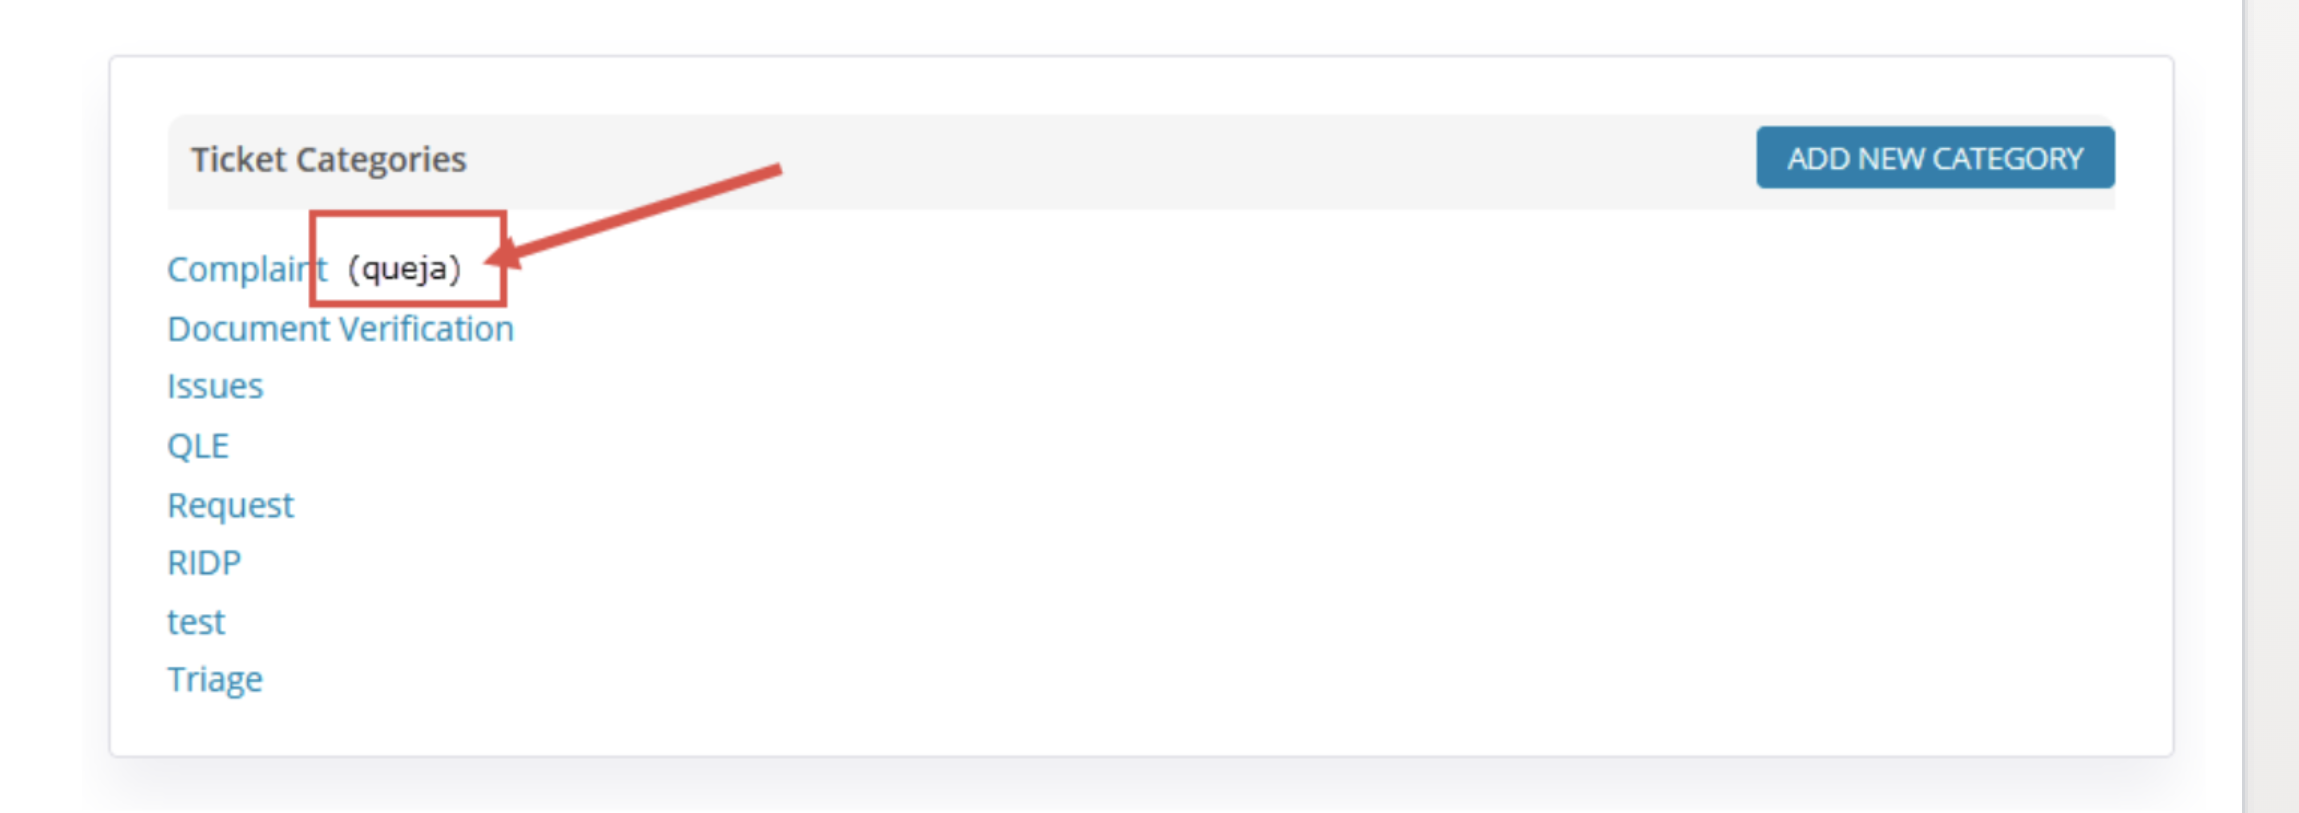 Ticket Categories
ADD NEW CATEGORY
Complaint (queja)
Document Verification
Issues
QLE
Request
RIDP
test
Triage